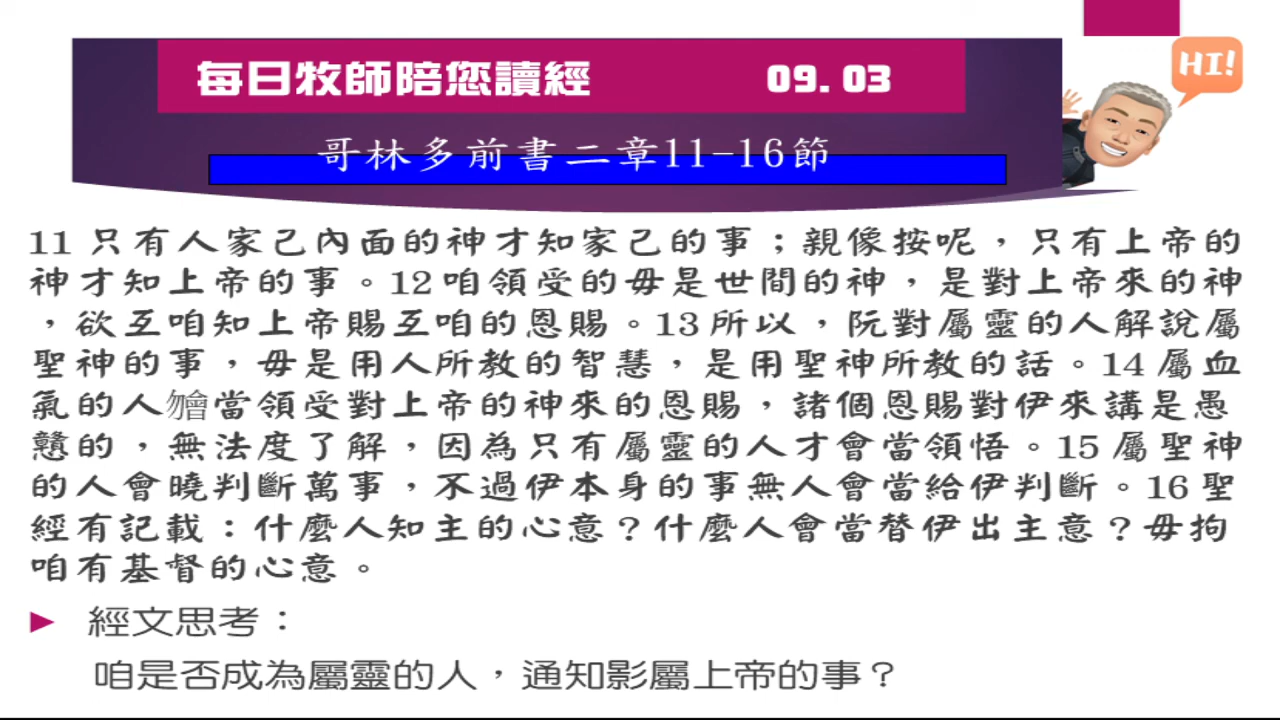 每日牧師陪您讀經 09.03
HI!
哥林多前書二章11-16節
11 只有人家己內面的神才知家己的事；親像按呢，只有上帝的
神才知上帝的事。12 咱領受的毋是世間的神，是對上帝來的神
，欲互咱知上帝賜互咱的恩賜。13 所以，阮對屬靈的人解說屬
聖神的事，毋是用人所教的智慧，是用聖神所教的話。14 屬血
氣的人𣍐當領受對上帝的神來的恩賜，諸個恩賜對伊來講是愚
戇的，無法度了解，因為只有屬靈的人才會當領悟。15 屬聖神
的人會曉判斷萬事，不過伊本身的事無人會當給伊判斷。16 聖
經有記載：什麼人知主的心意？什麼人會當替伊出主意？毋拘
咱有基督的心意。
經文思考：
咱是否成為屬靈的人，通知影屬上帝的事？